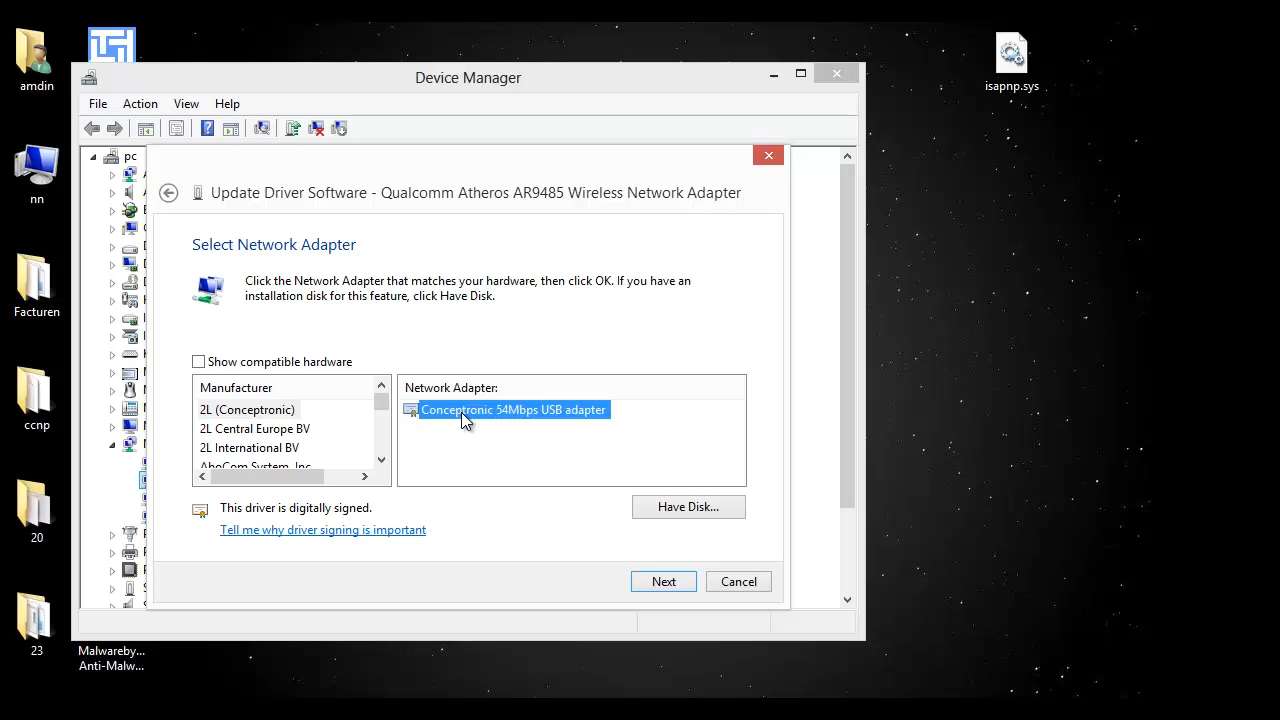 amdin
nn
Facturen
ccnp
20
23
Malwareby...
Anti-Malw...
isapnp.sys
Device Manager
File Action View Help
pc
Update Driver Software - Qualcomm Atheros AR9485 Wireless Network Adapter
Select Network Adapter
Click the Network Adapter that matches your hardware, then click OK. If you have an
installation disk for this feature, click Have Disk.
Show compatible hardware
Manufacturer
2L (Conceptronic)
2L Central Europe BV
2L International BV
AboCom System, Inc
Network Adapter:
Conceptronic 54Mbps USB adapter
This driver is digitally signed.
Tell me why driver signing is important
Have Disk...
Next
Cancel